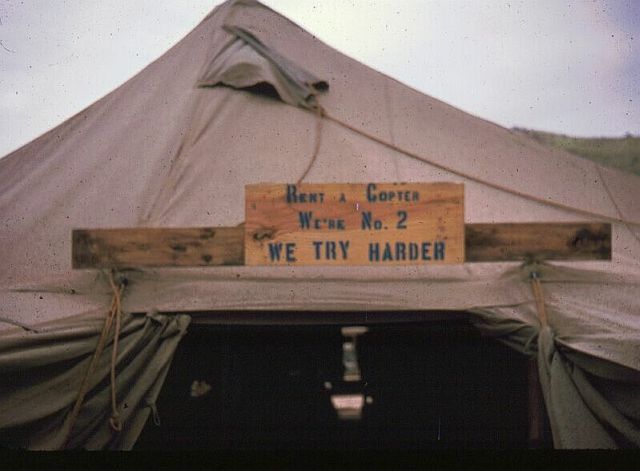 RENT A COPTER
WE'RE NO. 2
WE TRY HARDER